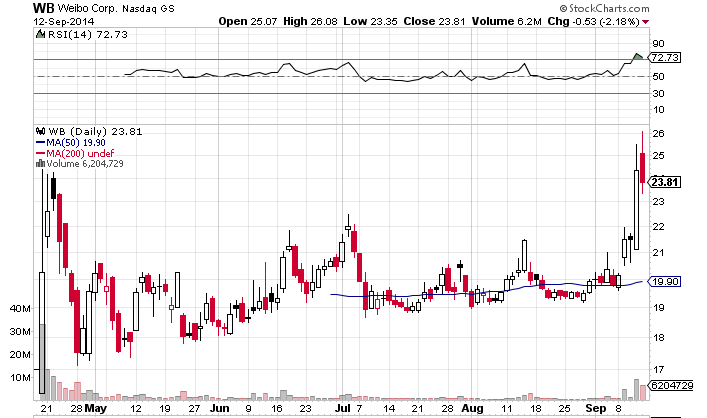 WB Weibo Corp. Nasdaq GS © StockCharts.com
12-Sep-2014 Open 25.07 High 26.08 Low 23.35 Close 23.81 Volume 6.2M Chg -0.53 (-2.18%)
RSI(14) 72.73
90
72.73
50
30
10
WB (Daily) 23.81
MA(50) 19.90
MA(200) undef
Volume 6,204,729
26
25
23.81
23
22
21
19.90
19
18
17
40M
30M
20M
10M
6204729
21 May 12 19 27 Jun 9 16 23 Jul 7 14 21 28 Aug 11 18 25 Sep 8